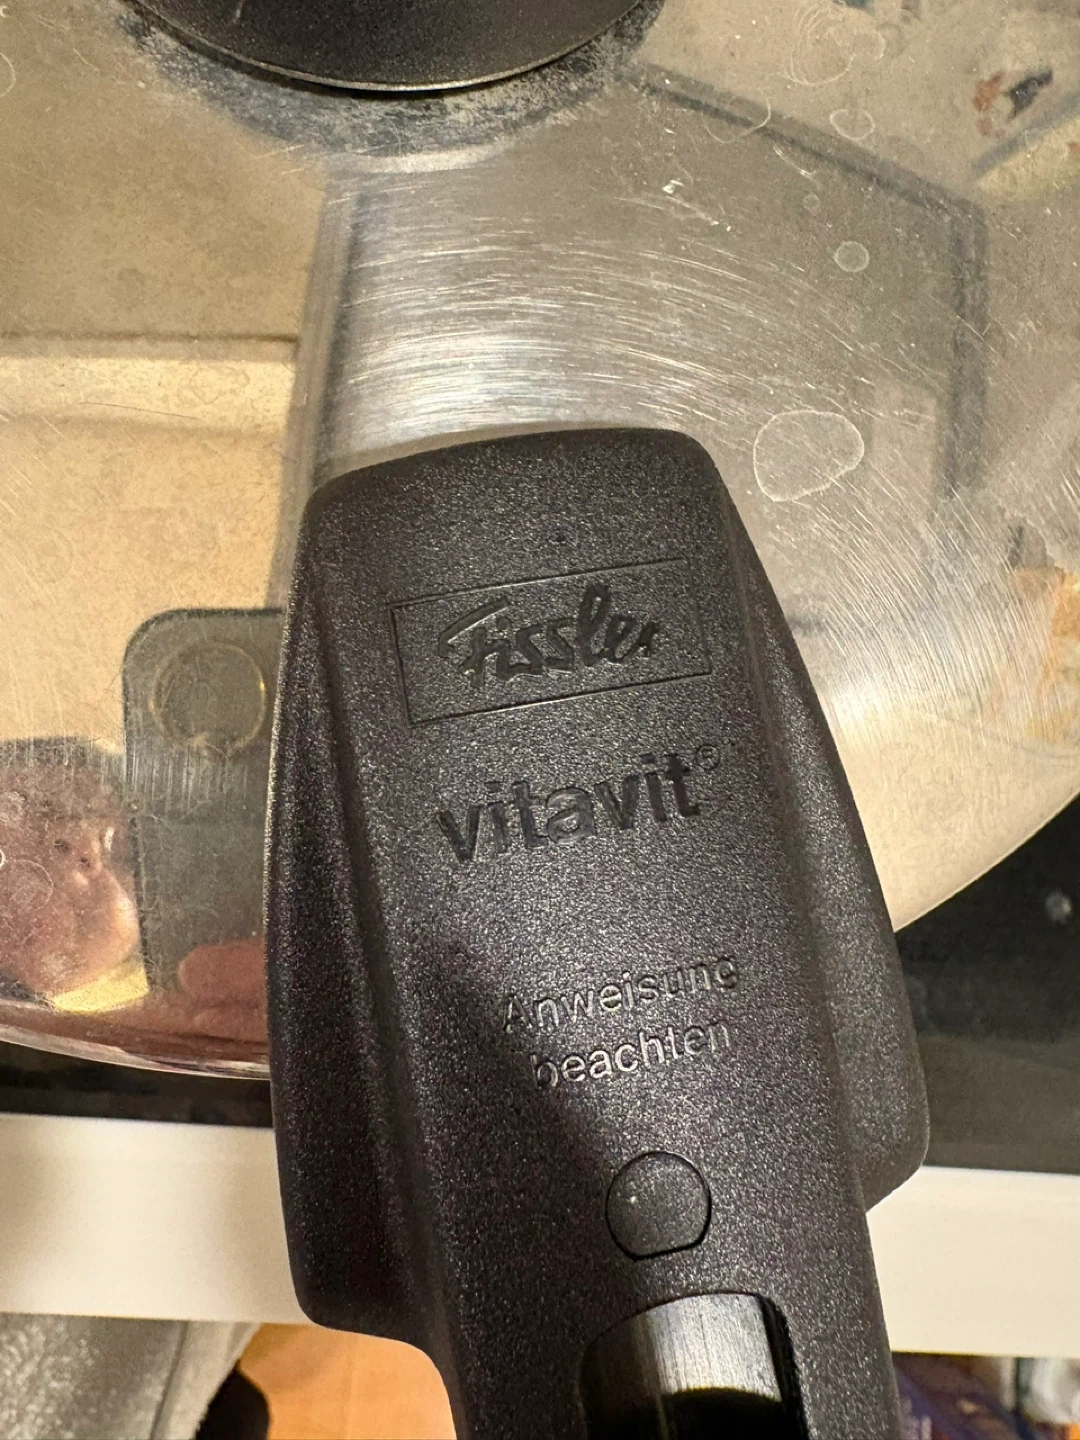 Fissler
vitavit®
Anweisung
beachten